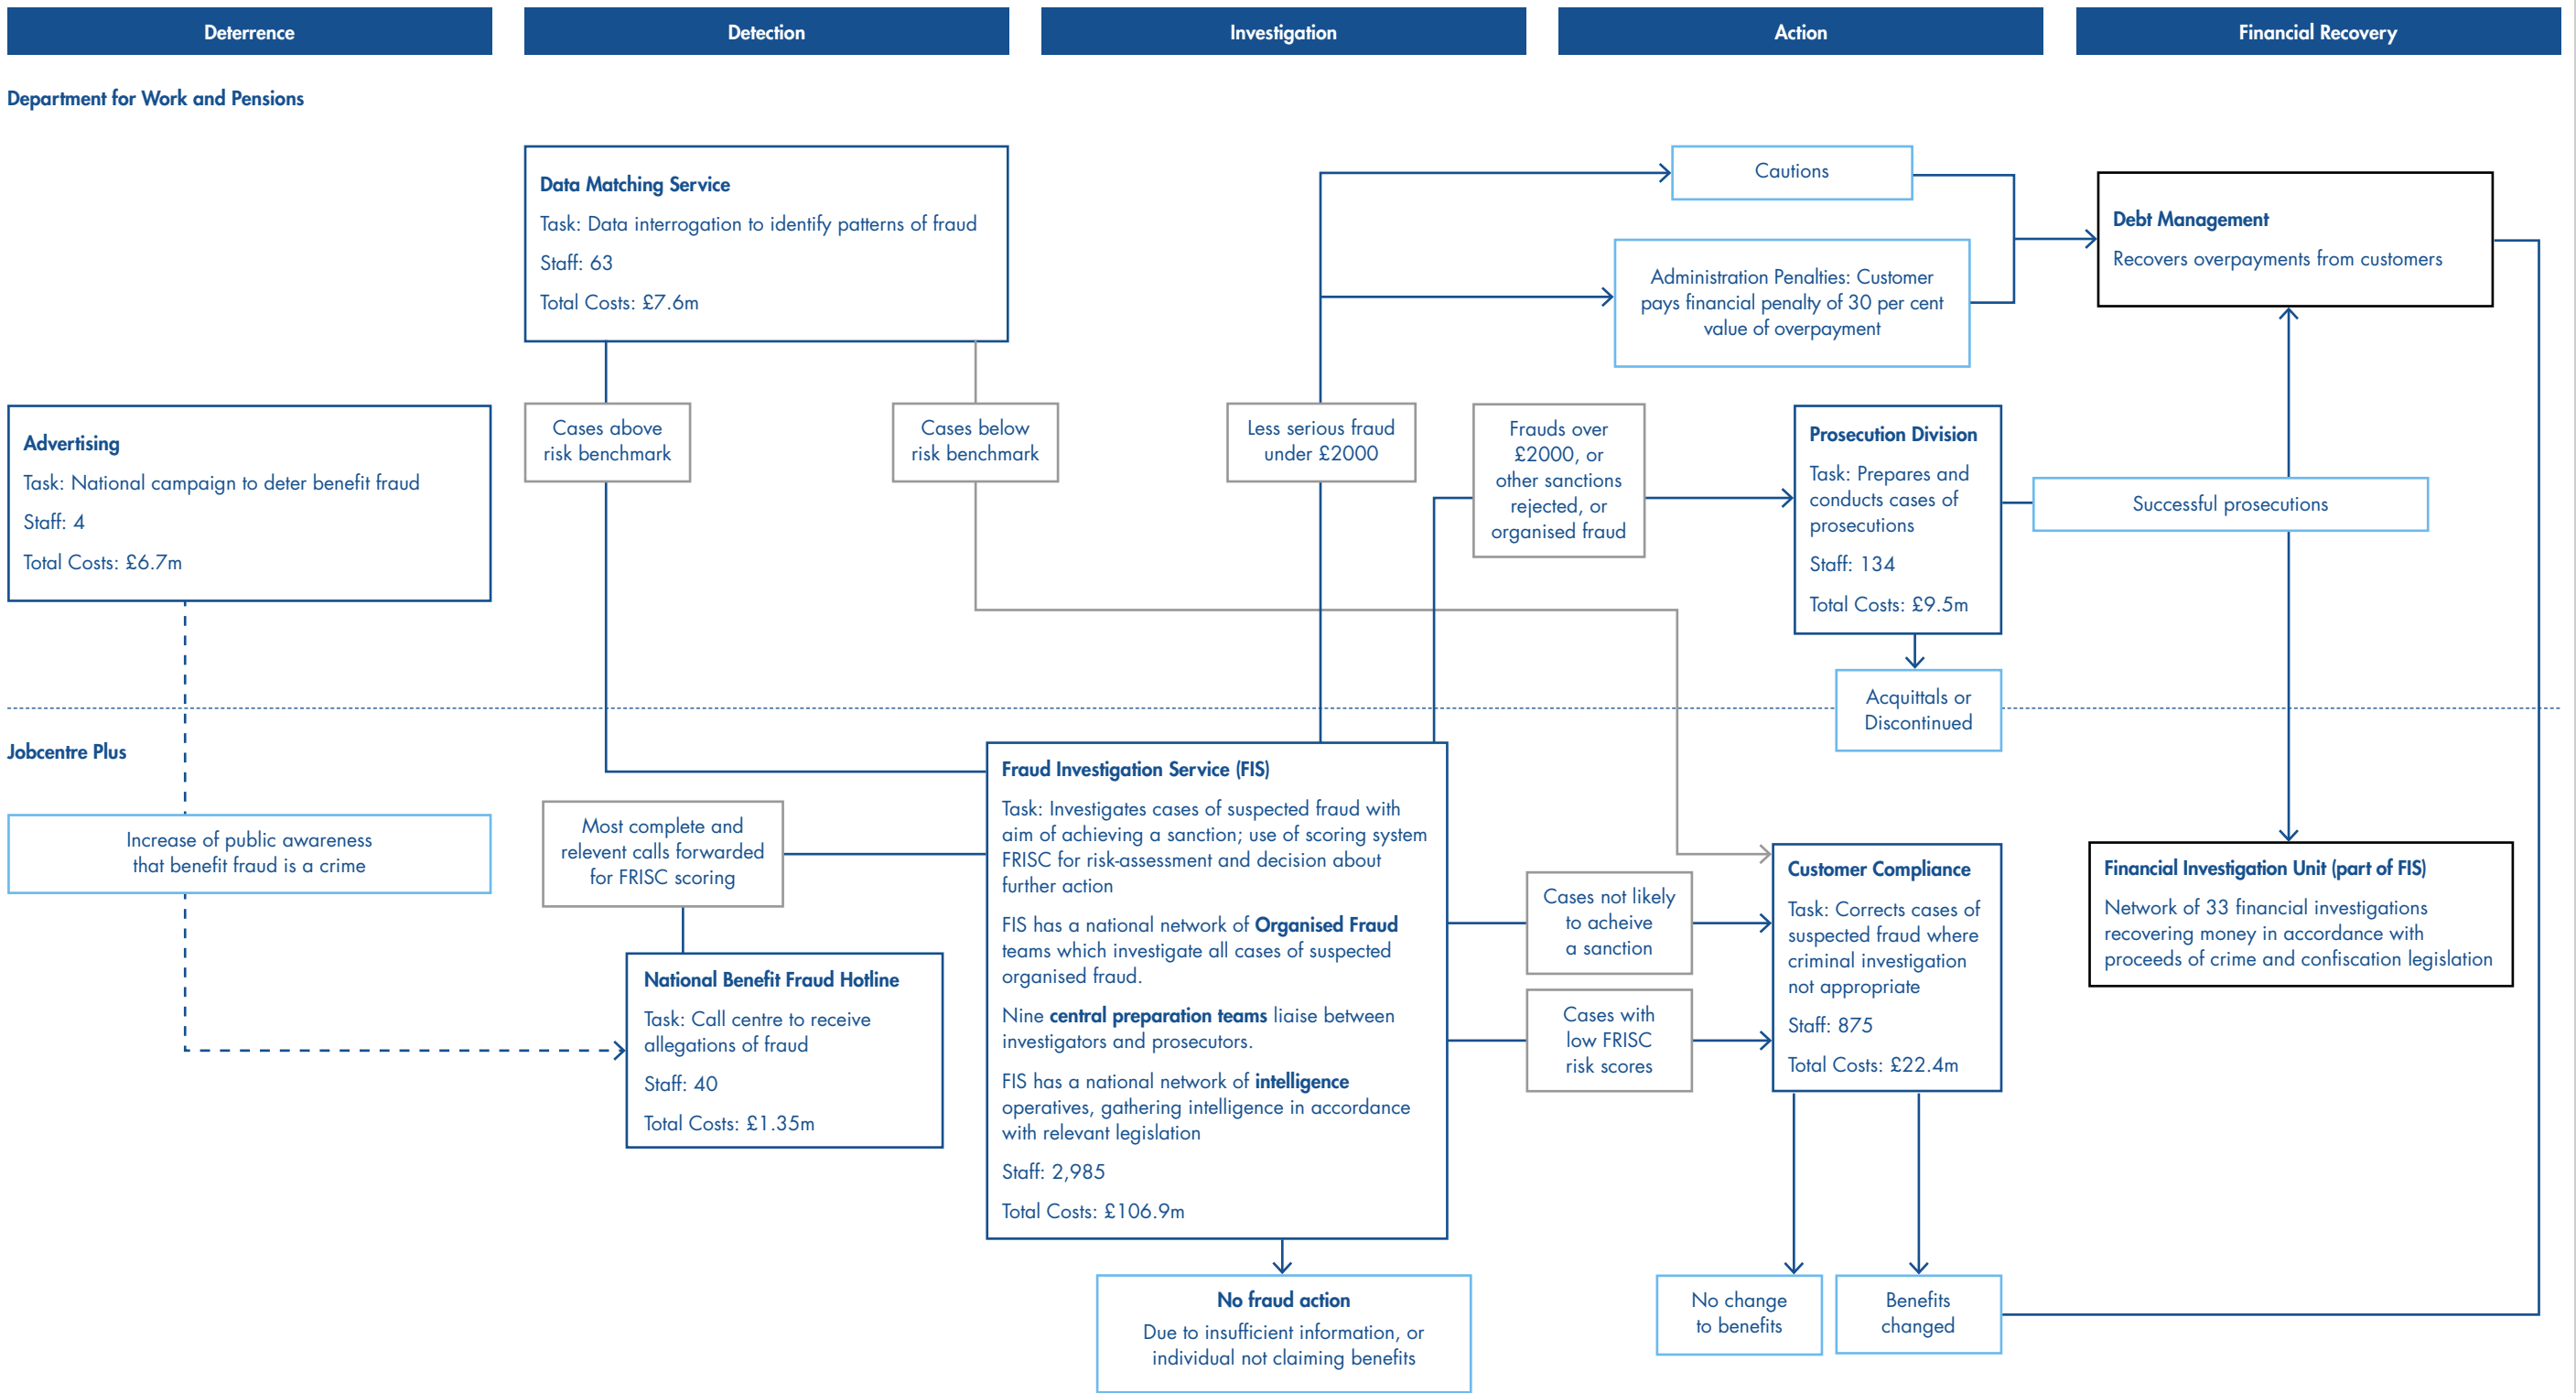 Deterrence
Detection
Investigation
Action
Financial Recovery
Department for Work and Pensions
Data Matching Service
Task: Data interrogation to identify patterns of fraud
Staff: 63
Total Costs: £7.6m
Cautions
Administration Penalties: Customer
pays financial penalty of 30 per cent
value of overpayment
Debt Management
Recovers overpayments from customers
Advertising
Task: National campaign to deter benefit fraud
Staff: 4
Total Costs: £6.7m
Cases above
risk benchmark
Cases below
risk benchmark
Less serious fraud
under £2000
Frauds over
£2000, or
other sanctions
rejected, or
organised fraud
Prosecution Division
Task: Prepares and
conducts cases of
prosecutions
Staff: 134
Total Costs: £9.5m
Successful prosecutions
Acquittals or
Discontinued
Jobcentre Plus
Increase of public awareness
that benefit fraud is a crime
Most complete and
relevent calls forwarded
for FRISC scoring
National Benefit Fraud Hotline
Task: Call centre to receive
allegations of fraud
Staff: 40
Total Costs: £1.35m
Fraud Investigation Service (FIS)
Task: Investigates cases of suspected fraud with
aim of achieving a sanction; use of scoring system
FRISC for risk-assessment and decision about
further action
FIS has a national network of Organised Fraud
teams which investigate all cases of suspected
organised fraud.
Nine central preparation teams liaise between
investigators and prosecutors.
FIS has a national network of intelligence
operatives, gathering intelligence in accordance
with relevant legislation
Staff: 2,985
Total Costs: £106.9m
Cases not likely
to acheive
a sanction
Cases with
low FRISC
risk scores
Customer Compliance
Task: Corrects cases of
suspected fraud where
criminal investigation
not appropriate
Staff: 875
Total Costs: £22.4m
Financial Investigation Unit (part of FIS)
Network of 33 financial investigations
recovering money in accordance with
proceeds of crime and confiscation legislation
No fraud action
Due to insufficient information, or
individual not claiming benefits
No change
to benefits
Benefits
changed